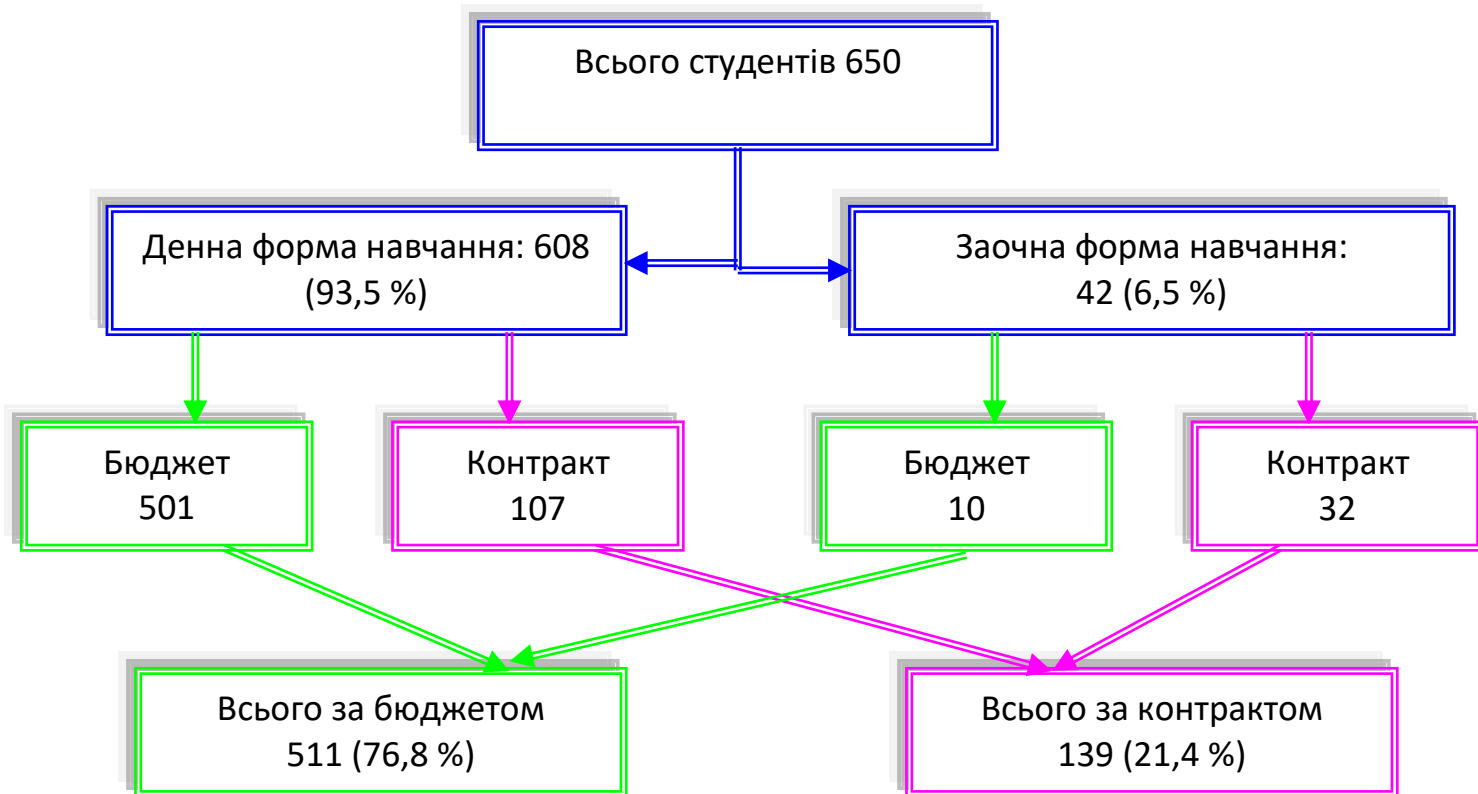 Всього студентів 650
Денна форма навчання: 608
(93,5 %)
Заочна форма навчання:
42 (6,5 %)
Бюджет
501
Контракт
107
Бюджет
10
Контракт
32
Всього за бюджетом
511 (76,8 %)
Всього за контрактом
139 (21,4 %)